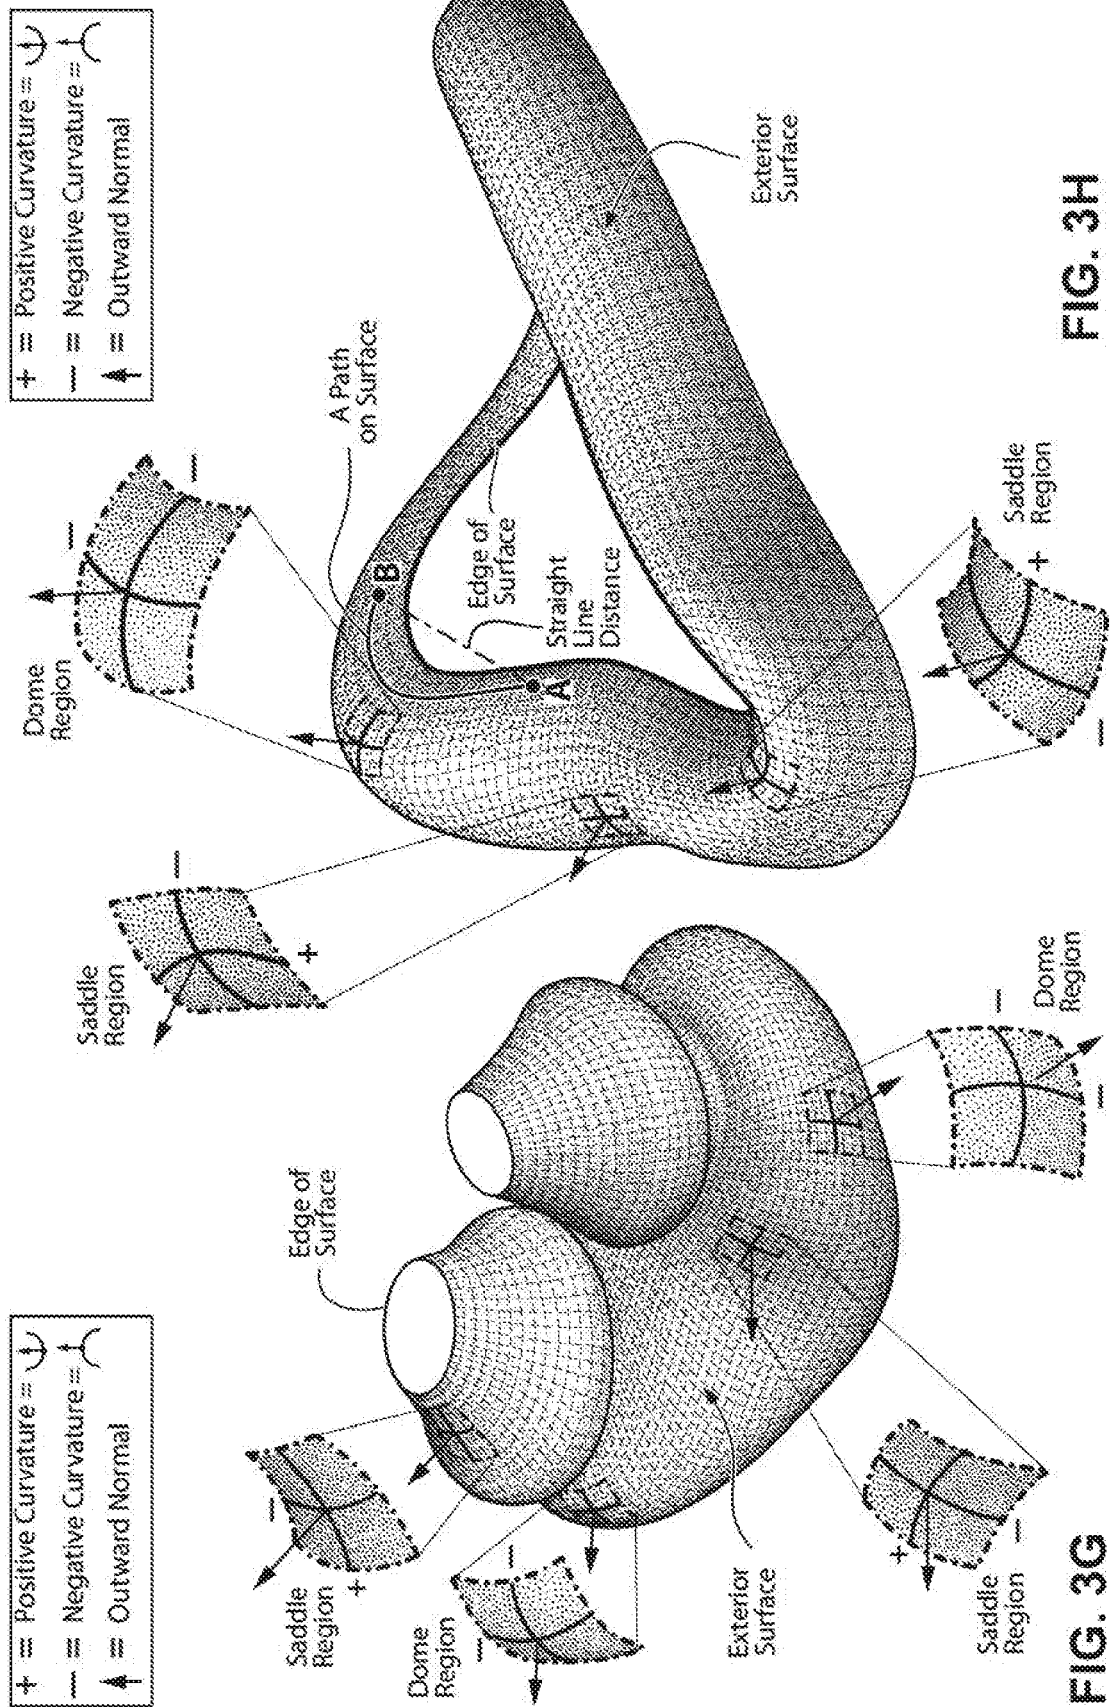 + = Positive Curvature =
− = Negative Curvature =
= Outward Normal
Saddle
Region
+
−
Dome
Region
−
−
Exterior
Surface
Edge of
Surface
Saddle
Region
+
−
Dome
Region
−
−
FIG. 3G
+ = Positive Curvature =
− = Negative Curvature =
= Outward Normal
Saddle
Region
−
+
Dome
Region
−
−
A Path
on Surface
B
A
Edge of
Surface
Straight
Line
Distance
Exterior
Surface
Saddle
Region
+
−
FIG. 3H